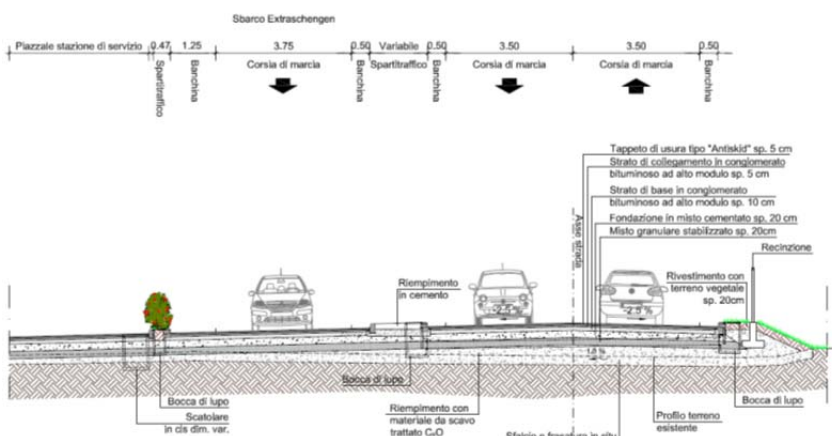 Sbarco Extraschengen
Piazzale stazione di servizio
0.47
1.25
3.75
0.50
Variabile
0.50
3.50
3.50
0.50
Spartitraffico
Banchina
Corsia di marcia
Banchina
Spartitraffico
Banchina
Corsia di marcia
Corsia di marcia
Banchina
Tappeto di usura tipo "Antiskid" sp. 5 cm
Strato di collegamento in conglomerato
bituminoso ad alto modulo sp. 5 cm
Strato di base in conglomerato
bituminoso ad alto modulo sp. 10 cm
Fondazione in misto cementato sp. 20 cm
Misto granulare stabilizzato sp. 20cm
Asse strada
Recinzione
Riempimento
in cemento
Rivestimento con
terreno vegetale
sp. 20cm
-2.5 %
-2.5 %
Bocca di lupo
Bocca di lupo
Bocca di lupo
Scatolare
in cls dim. var.
Riempimento con
materiale da scavo
trattato CaO
Profilo terreno
esistente